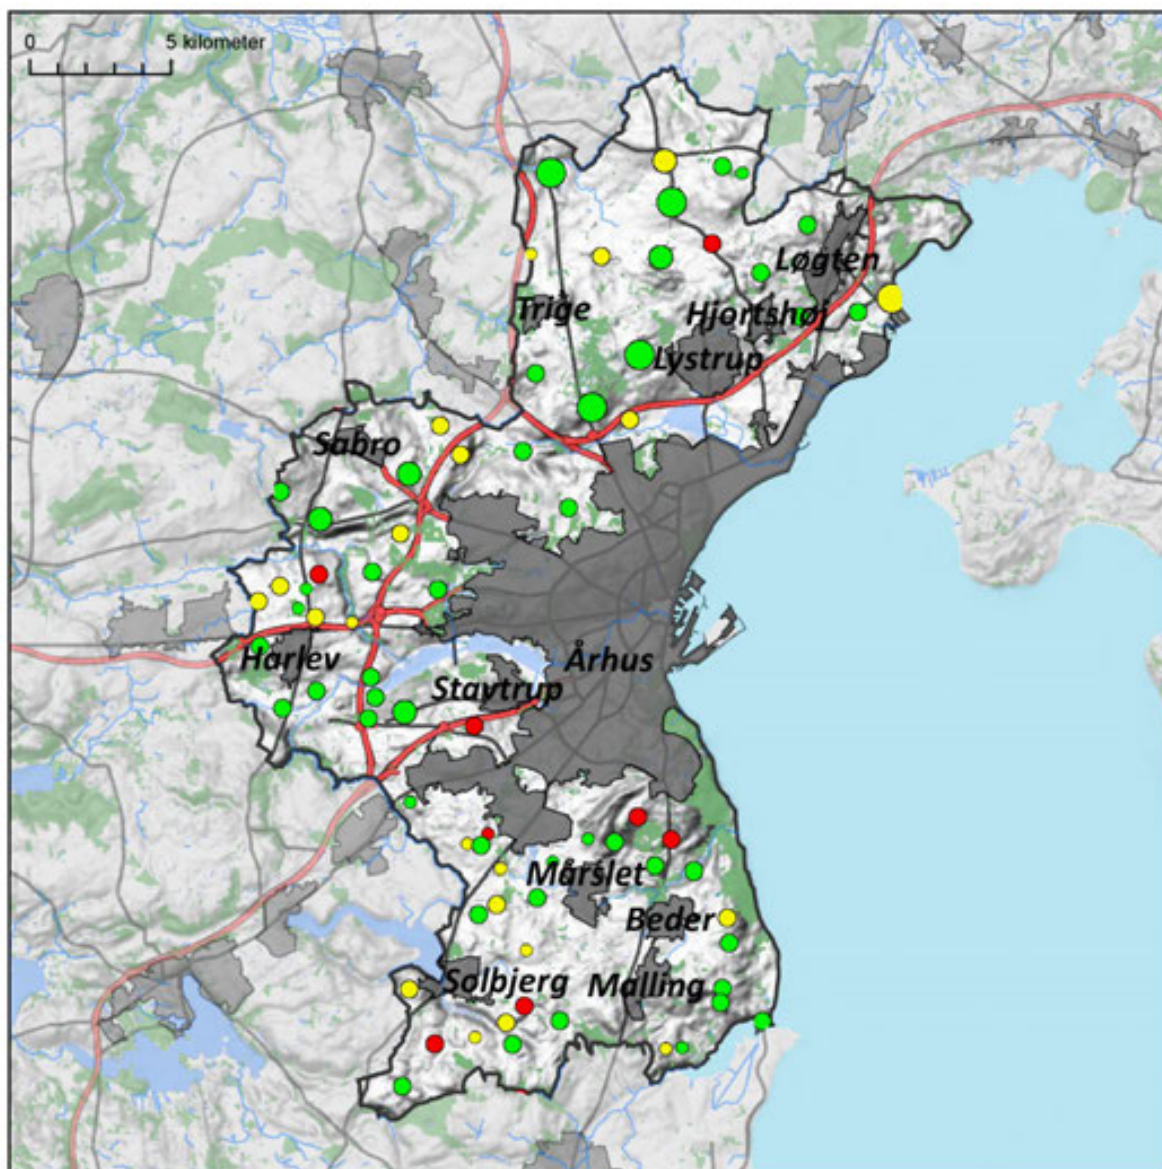 0 5 kilometer
Løgten
Trige
Hjortshøj
Lystrup
Sabro
Harlev
Århus
Stavtrup
Mårslet
Beder
Solbjerg
Malling